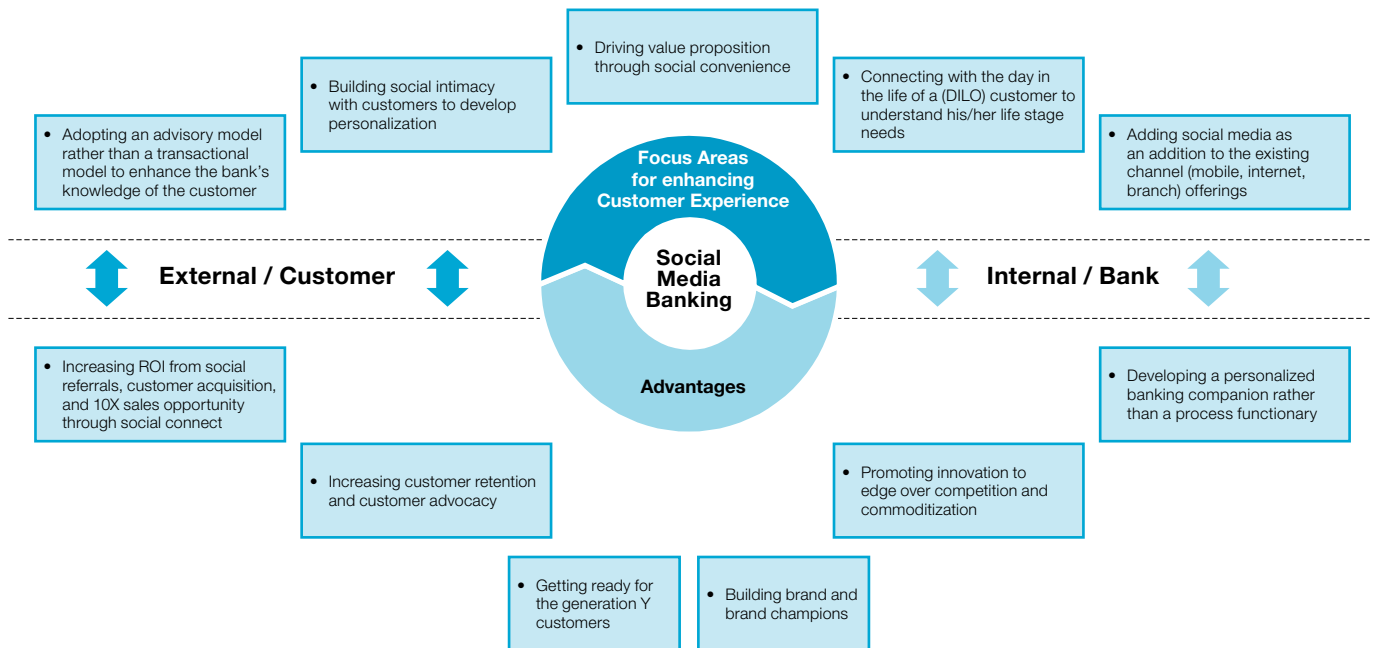 • Driving value proposition
through social convenience
• Building social intimacy
with customers to develop
personalization
• Connecting with the day in
the life of a (DILO) customer to
understand his/her life stage
needs
• Adopting an advisory model
rather than a transactional
model to enhance the bank's
knowledge of the customer
• Adding social media as
an addition to the existing
channel (mobile, internet,
branch) offerings
Focus Areas
for enhancing
Customer Experience
External / Customer
Social
Media
Banking
Internal / Bank
Advantages
• Increasing ROI from social
referrals, customer acquisition,
and 10X sales opportunity
through social connect
• Developing a personalized
banking companion rather
than a process functionary
• Increasing customer retention
and customer advocacy
• Promoting innovation to
edge over competition and
commoditization
• Getting ready for
the generation Y
customers
• Building brand and
brand champions